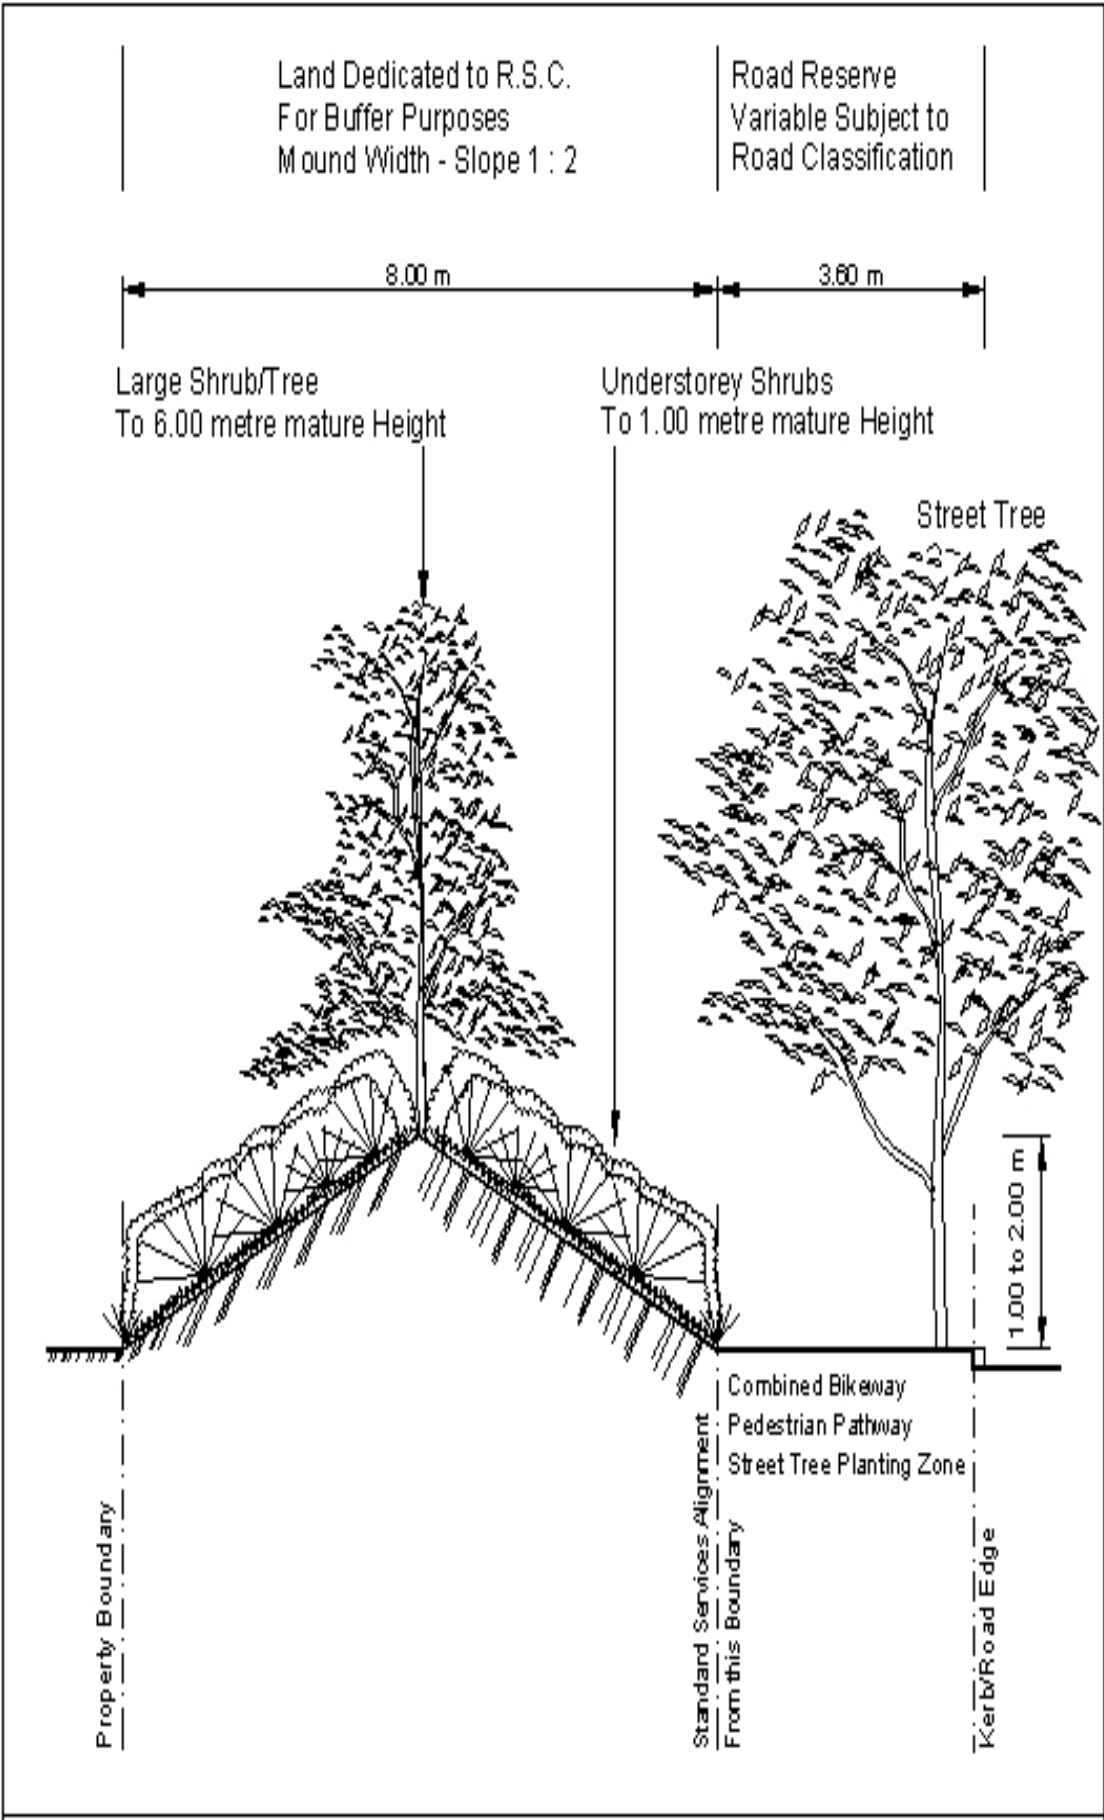 Land Dedicated to R.S.C.
For Buffer Purposes
Mound Width - Slope 1 : 2
Road Reserve
Variable Subject to
Road Classification
8.00 m
3.60 m
Large Shrub/Tree
To 6.00 metre mature Height
Understorey Shrubs
To 1.00 metre mature Height
Street Tree
1.00 to 2.00 m
Combined Bikeway
Pedestrian Pathway
Street Tree Planting Zone
Property Boundary
Standard Services Alignment
From this Boundary
Kerb/Road Edge